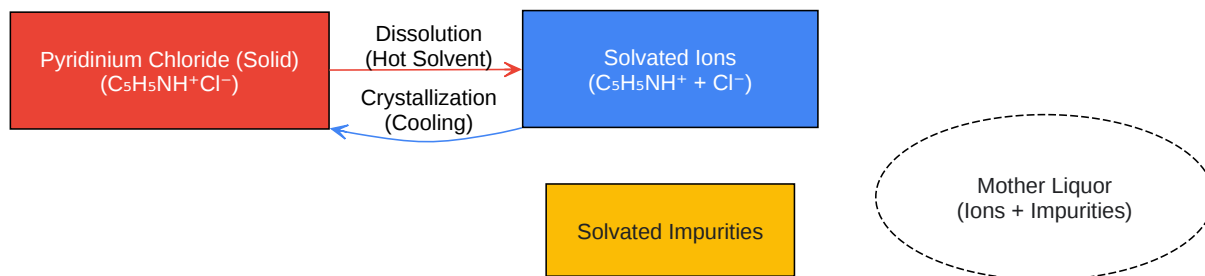 Pyridinium Chloride (Solid)
(C₅H₅NH⁺Cl⁻)
Dissolution
(Hot Solvent)
Solvated Ions
(C₅H₅NH⁺ + Cl⁻)
Crystallization
(Cooling)
Solvated Impurities
Mother Liquor
(Ions + Impurities)